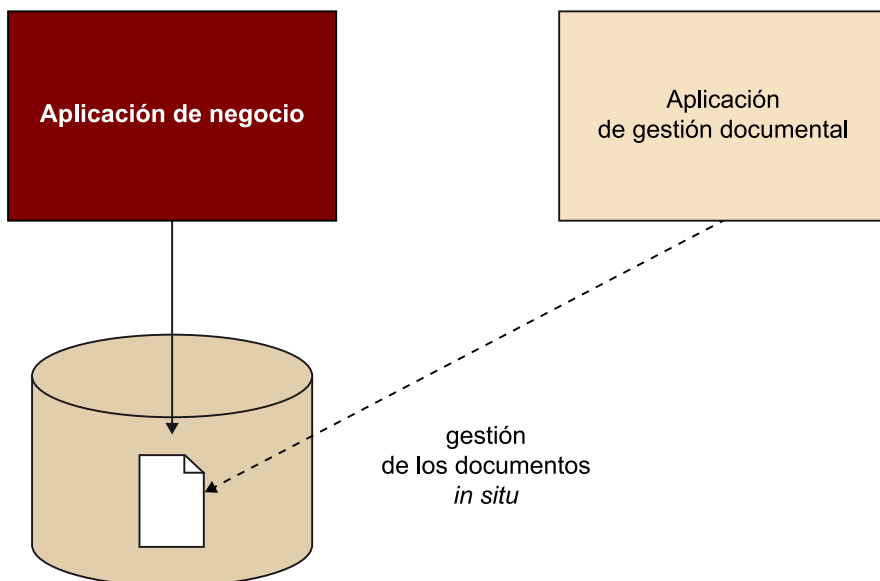 Aplicación de negocio
Aplicación
de gestión documental
gestión
de los documentos
in situ